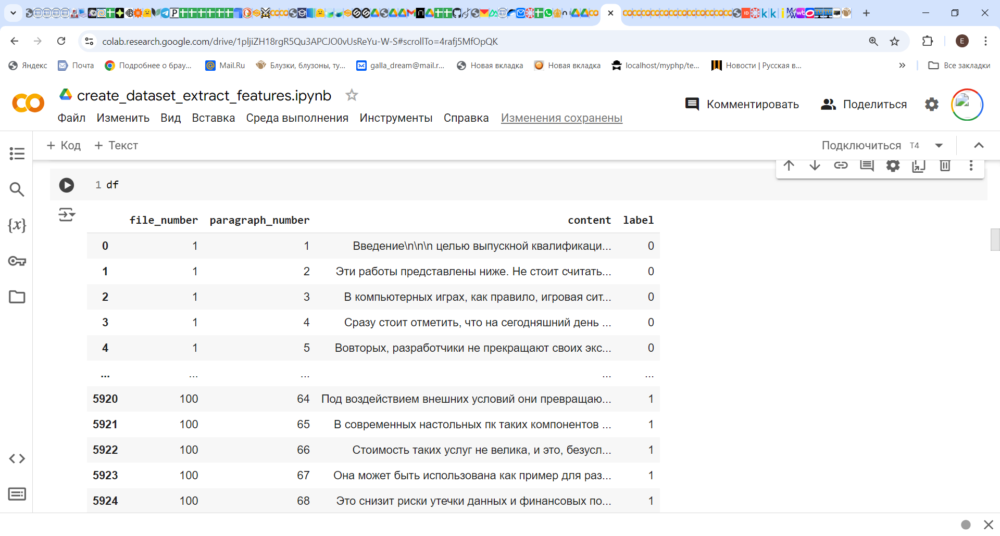 colab.research.google.com/drive/1pljiZH18rgR5Qu3APCJO0vUsReYu-W-S#scrollTo=4rafj5MfOpQK
E
Яндекс Почта Подробнее о брау... Mail.Ru Блузки, блузоны, ту... galla_dream@mail.r... Новая вкладка Новая вкладка localhost/myphp/te... Новости | Русская в... » Все закладки
create_dataset_extract_features.ipynb
Комментировать Поделиться
Файл Изменить Вид Вставка Среда выполнения Инструменты Справка Изменения сохранены
+ Код + Текст Подключиться T4
1 df
file_number paragraph_number content label
0 1 1 Введение\n\n\n целью выпускной квалификаци... 0
1 1 2 Эти работы представлены ниже. Не стоит считать... 0
2 1 3 В компьютерных играх, как правило, игровая сит... 0
3 1 4 Сразу стоит отметить, что на сегодняшний день ... 0
4 1 5 Вовторых, разработчики не прекращают своих экс... 0
... ... ... ... ...
5920 100 64 Под воздействием внешних условий они превращаю... 1
5921 100 65 В современных настольных пк таких компонентов ... 1
5922 100 66 Стоимость таких услуг не велика, и это, безусл... 1
5923 100 67 Она может быть использована как пример для раз... 1
5924 100 68 Это снизит риски утечки данных и финансовых по... 1